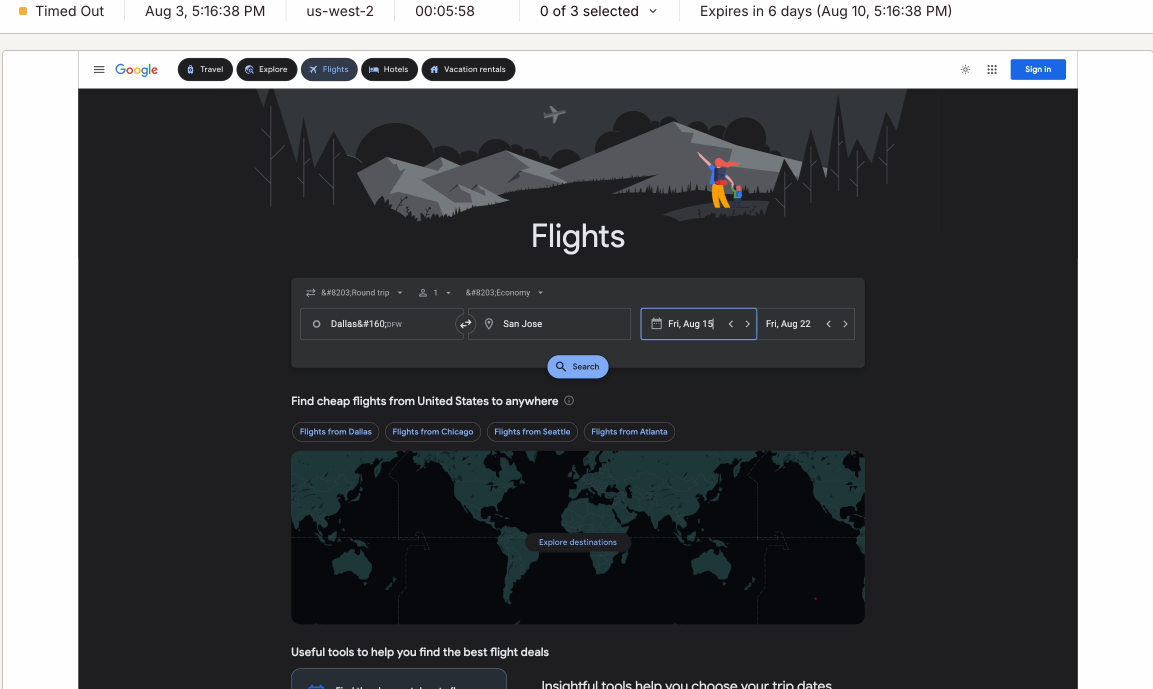 Timed Out Aug 3, 5:16:38 PM us-west-2 00:05:58 0 of 3 selected Expires in 6 days (Aug 10, 5:16:38 PM)
Google Travel Explore Flights Hotels Vacation rentals Sign in
Flights
&#8203;Round trip 1 &#8203;Economy
Dallas&#160;DFW San Jose Fri, Aug 15 Fri, Aug 22
Search
Find cheap flights from United States to anywhere
Flights from Dallas Flights from Chicago Flights from Seattle Flights from Atlanta
Explore destinations
Useful tools to help you find the best flight deals
Insightful tools help you choose your trip dates